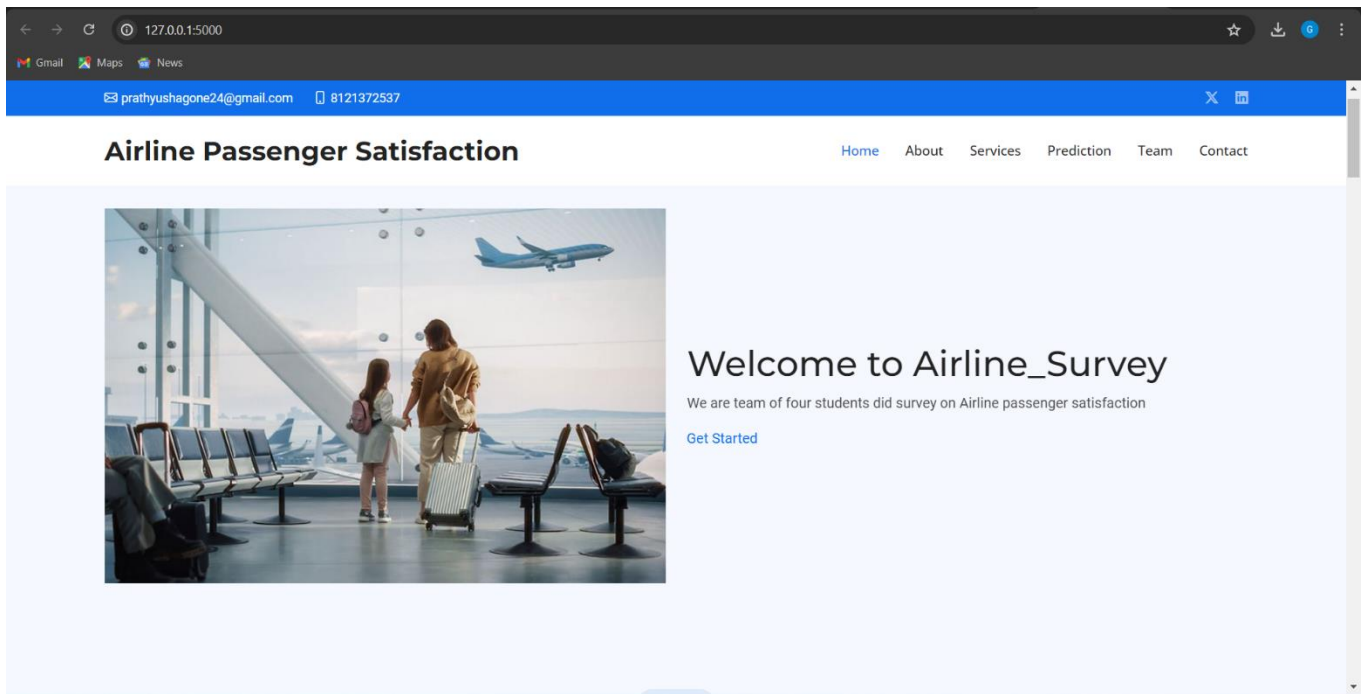 127.0.0.1:5000
Gmail Maps News
prathyushagone24@gmail.com 8121372537
Airline Passenger Satisfaction
Home About Services Prediction Team Contact
Welcome to Airline_Survey
We are team of four students did survey on Airline passenger satisfaction
Get Started